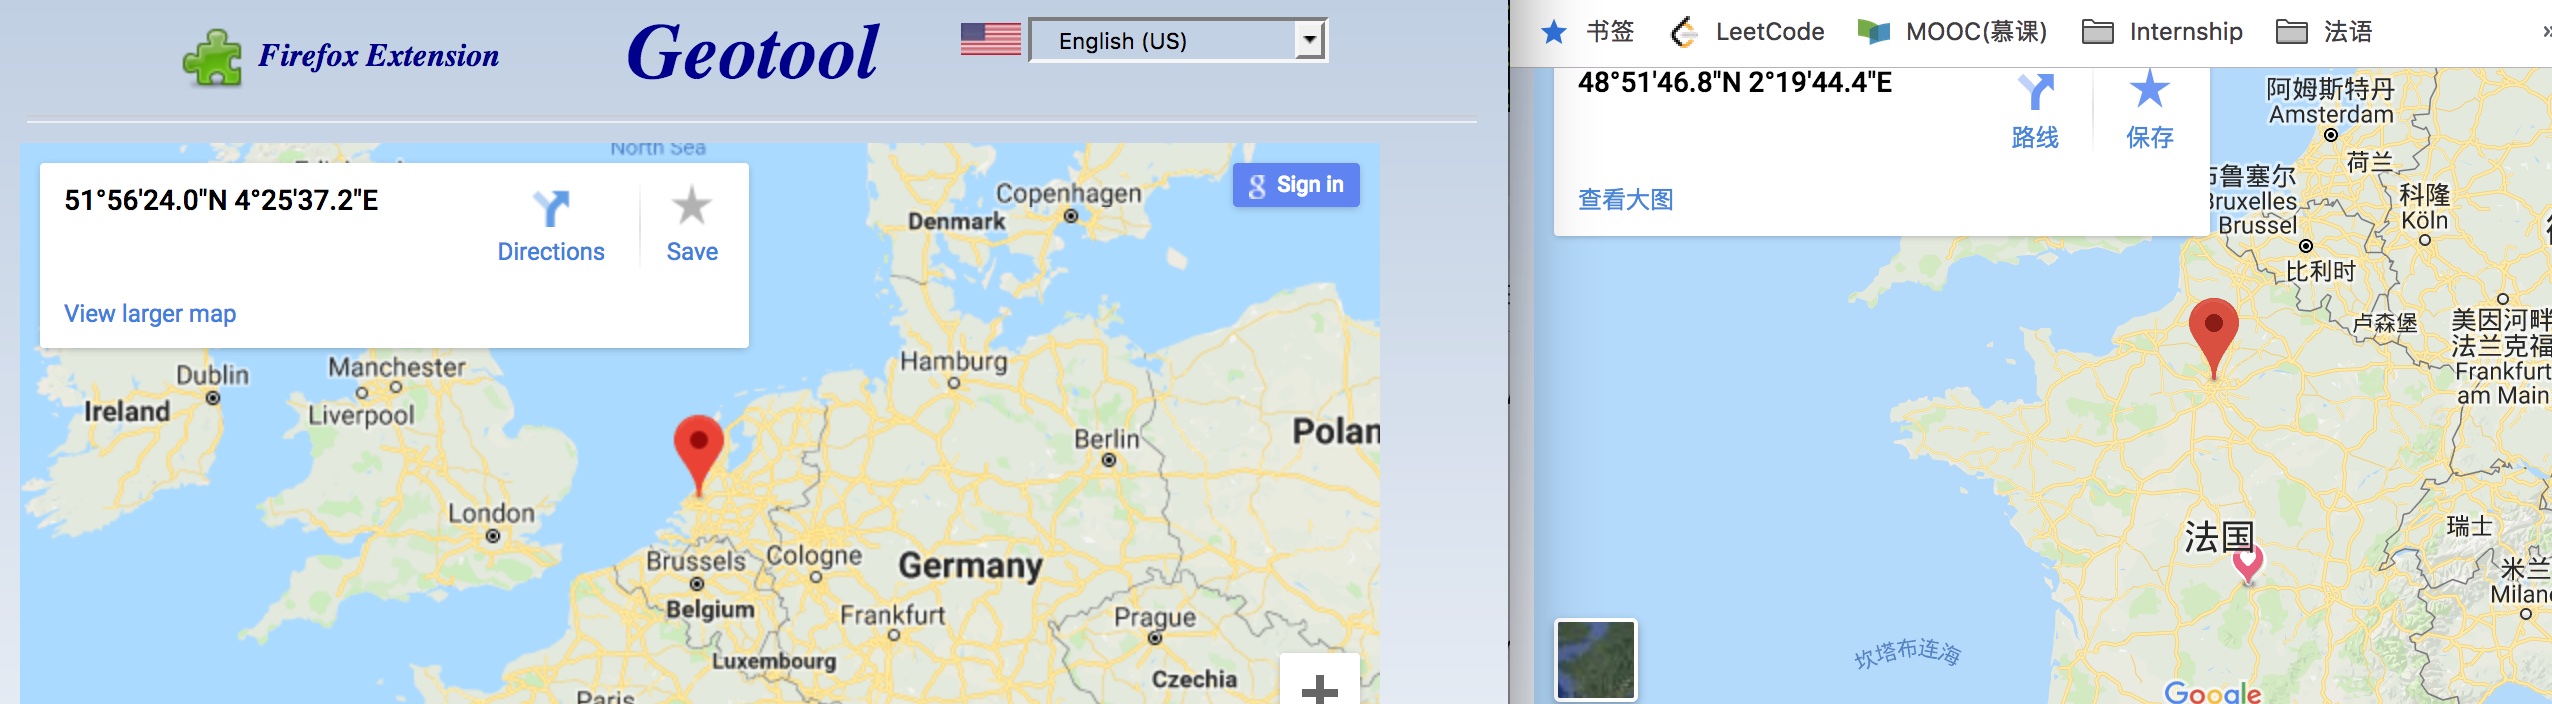 Firefox Extension
Geotool
English (US)
North Sea
51°56'24.0"N 4°25'37.2"E
Directions
Save
View larger map
g Sign in
Copenhagen
Denmark
Hamburg
Dublin
Manchester
Ireland
Liverpool
Berlin
London
Brussels
Cologne
Germany
Belgium
Frankfurt
Prague
Luxembourg
Czechia
Paris
书签
LeetCode
MOOC(慕课)
Internship
法语
»
48°51'46.8"N 2°19'44.4"E
路线
保存
查看大图
阿姆斯特丹
Amsterdam
荷兰
鲁塞尔
Bruxelles
Brussel
科隆
Köln
比利时
卢森堡
美因河畔
法兰克福
Frankfurt
am Main
法国
瑞士
米兰
坎塔布连海
Google